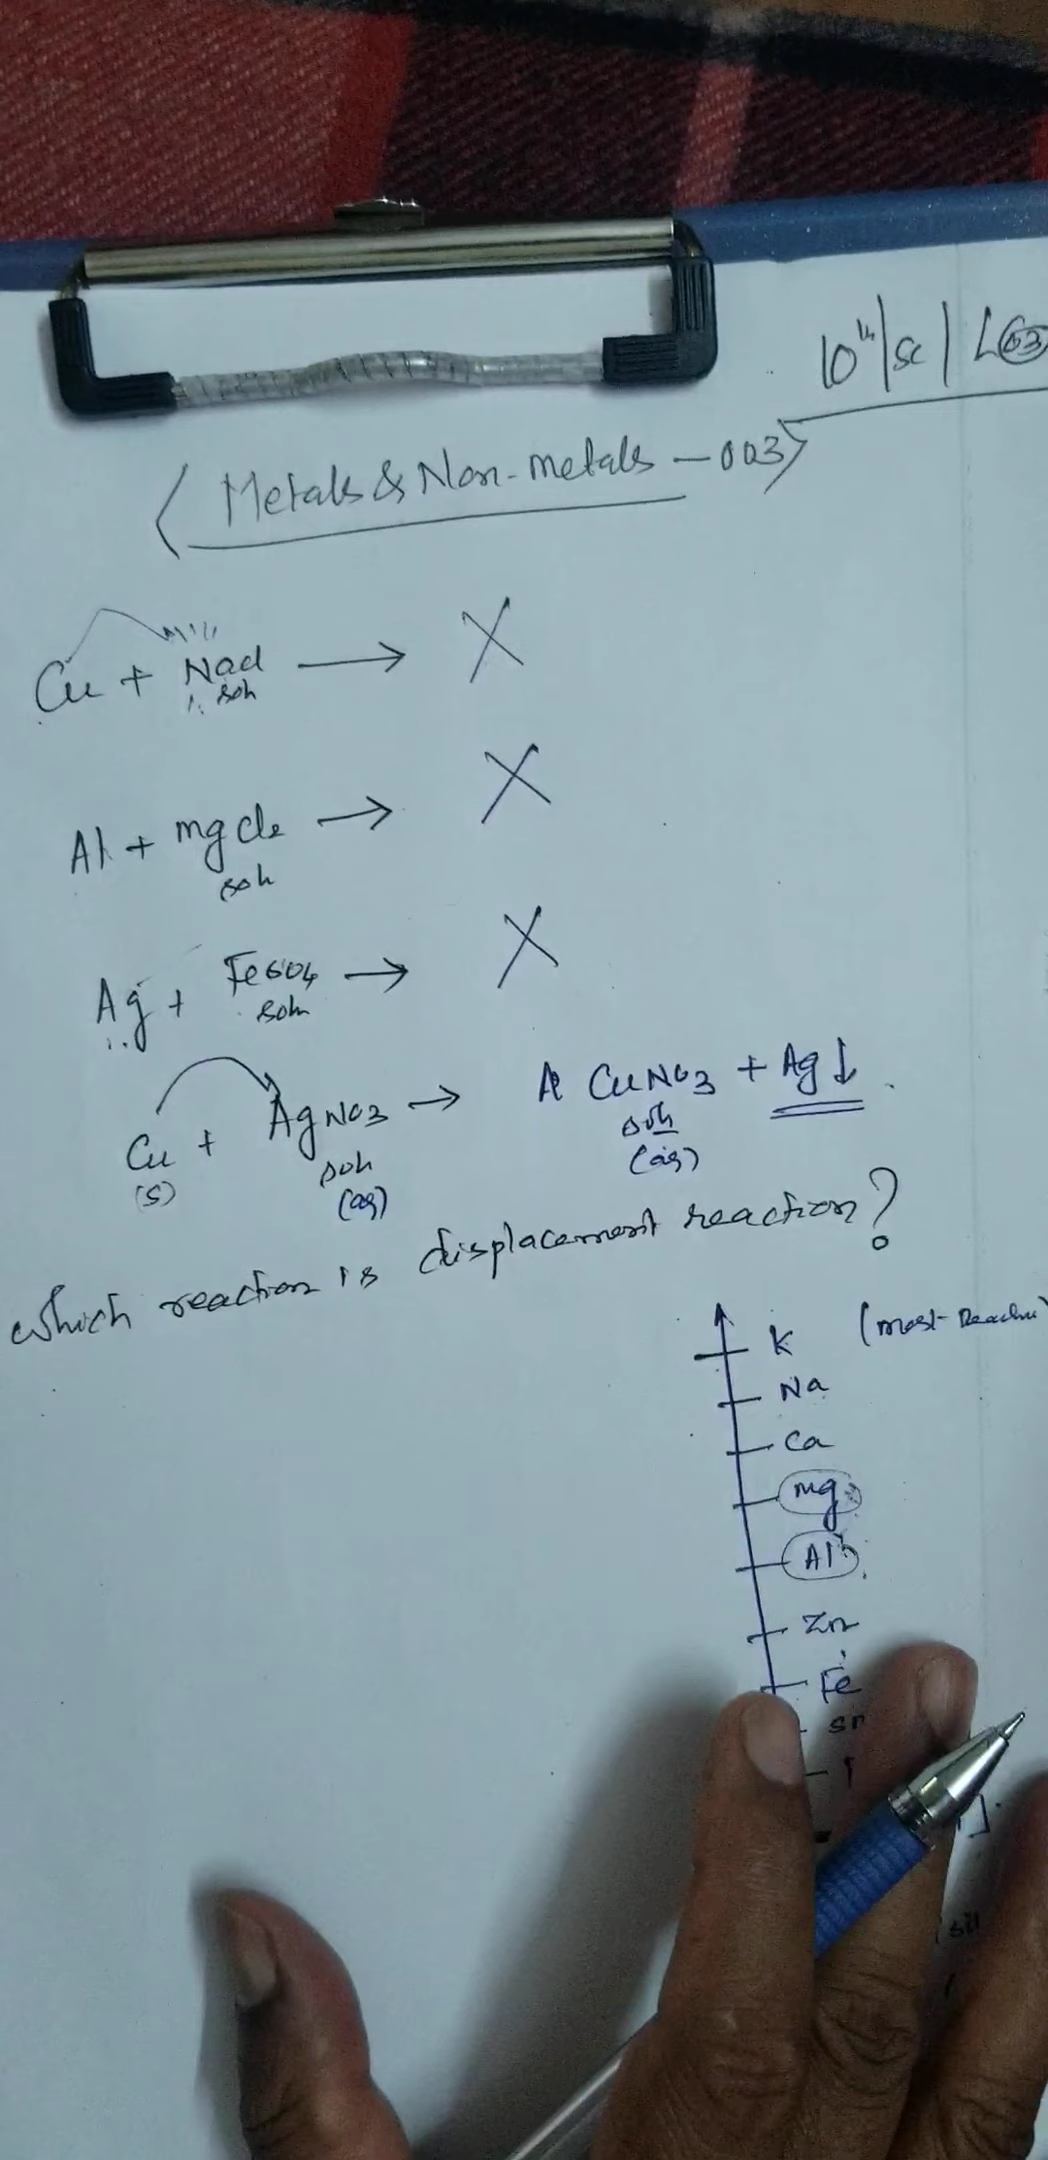 10th/Sc/L 03
Metals & Non-metals - 003
Cu + Nacl → X
soln
Al + mgcl2 → X
soln
Ag + FeSO4 → X
soln
Cu + AgNO3 → A CuNO3 + Ag↓
(s) soln (aq) soln (aq)
which reaction is displacement reaction?
K (most-Reactive)
Na
Ca
mg
Al
Zn
Fe